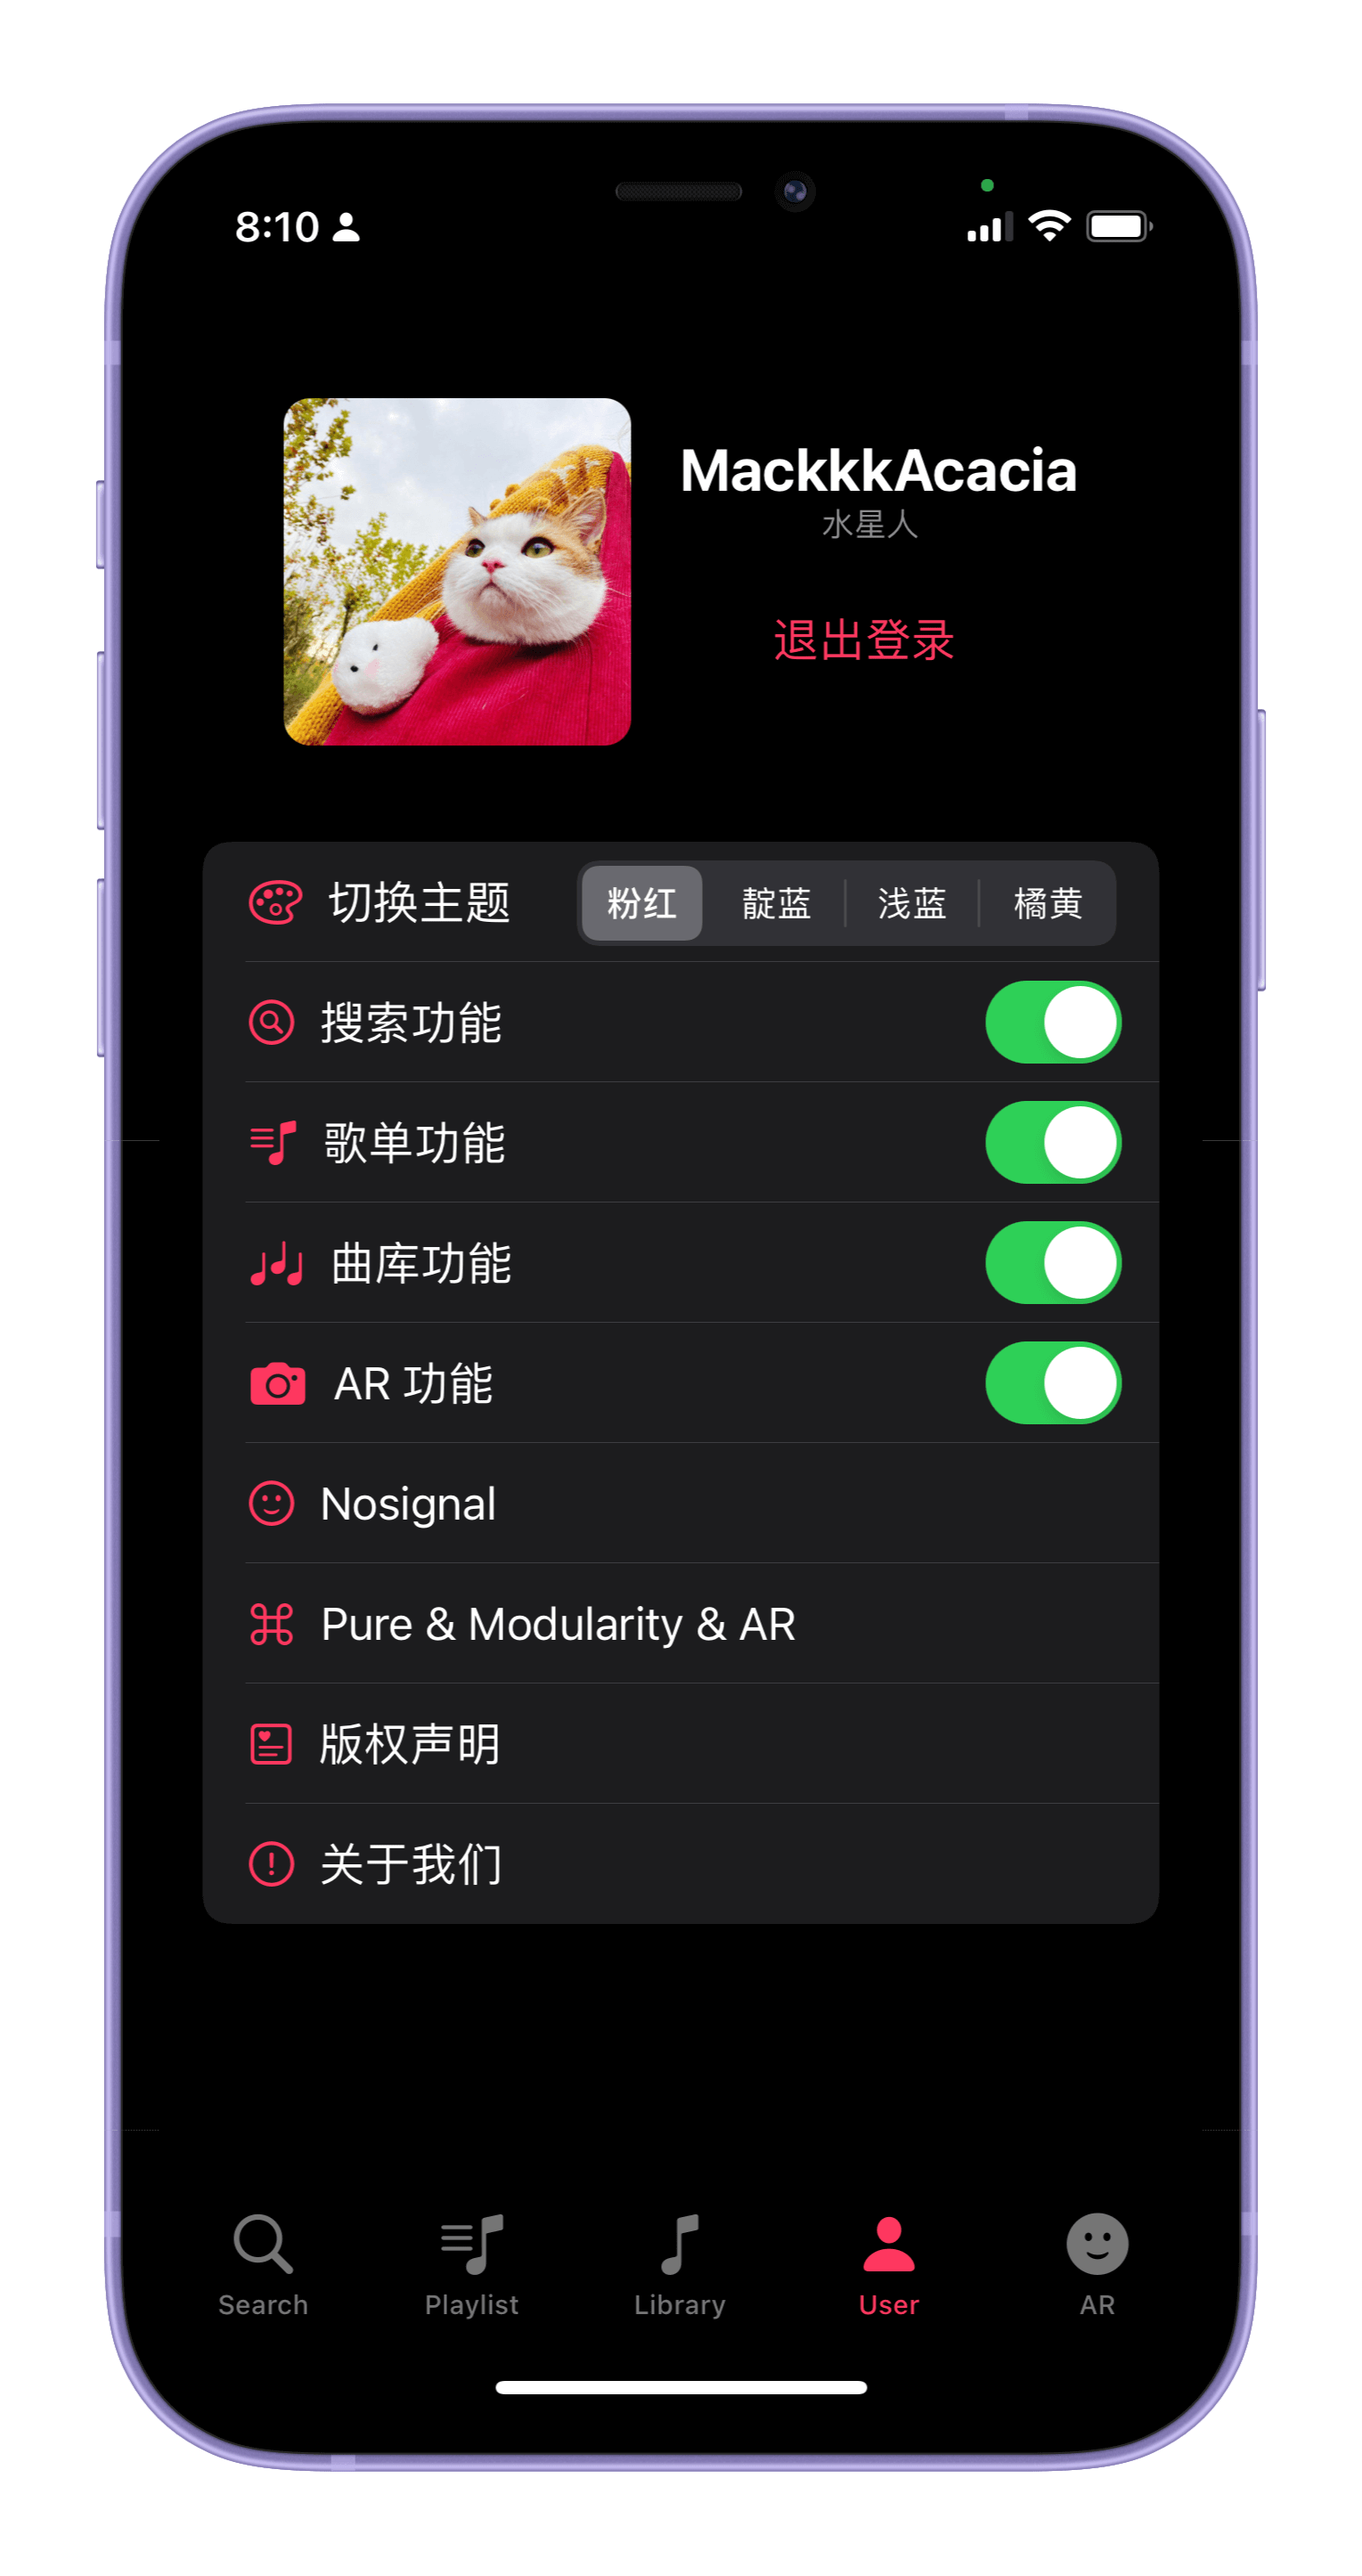 8:10
MackkkAcacia
水星人
退出登录
切换主题 粉红 靛蓝 浅蓝 橘黄
搜索功能
歌单功能
曲库功能
AR 功能
Nosignal
Pure & Modularity & AR
版权声明
关于我们
Search Playlist Library User AR